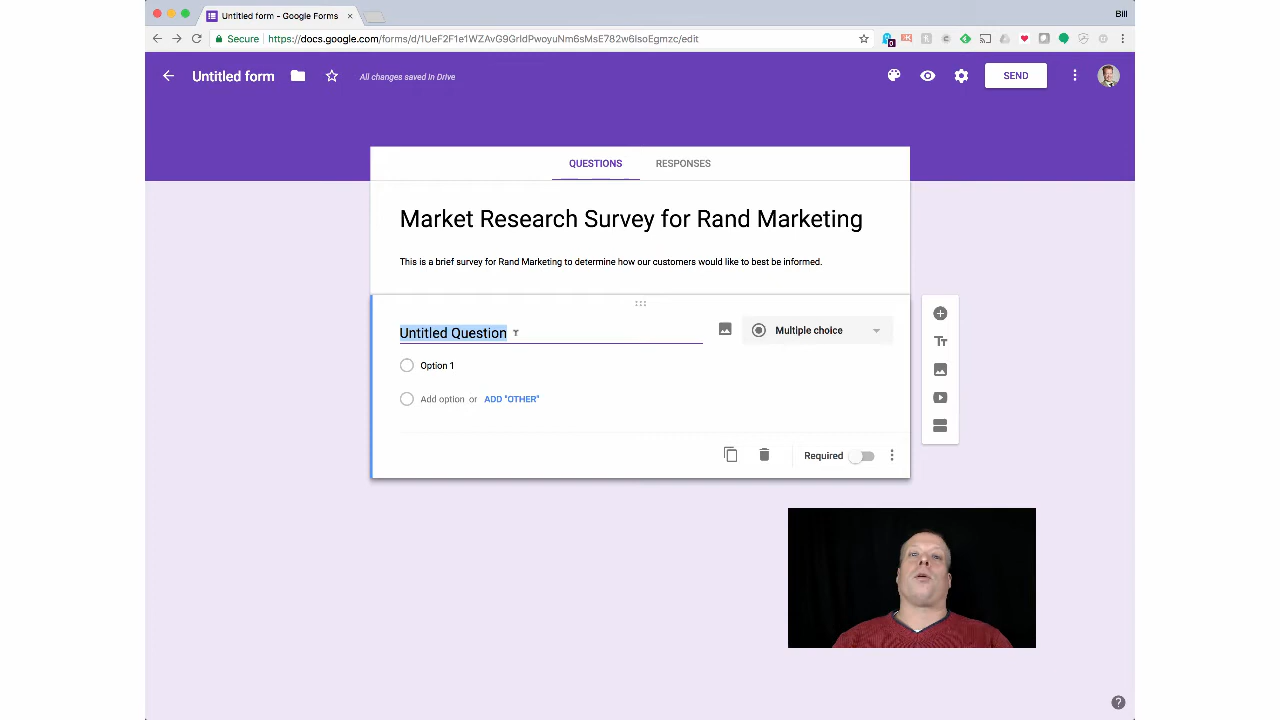 Untitled form - Google Forms
Bill
Secure https://docs.google.com/forms/d/1UeF2F1e1WZAvG9GrIdPwoyuNm6sMsE782w6IsoEgmzc/edit
Untitled form
All changes saved in Drive
SEND
QUESTIONS RESPONSES
Market Research Survey for Rand Marketing
This is a brief survey for Rand Marketing to determine how our customers would like to best be informed.
Untitled Question
Multiple choice
Option 1
Add option or ADD "OTHER"
Required